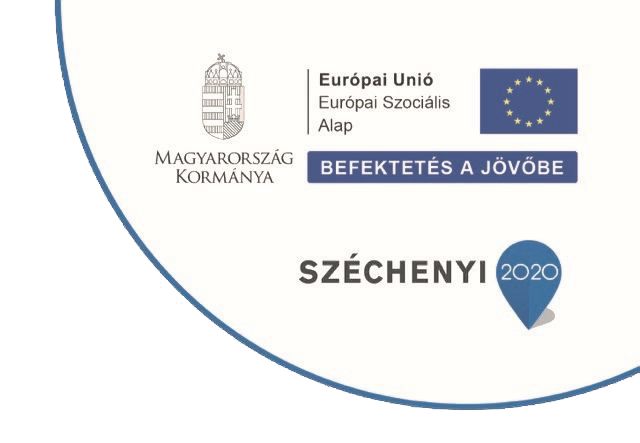 Európai Unió
Európai Szociális
Alap
MAGYARORSZÁG
KORMÁNYA
BEFEKTETÉS A JÖVŐBE
SZÉCHENYI 2020